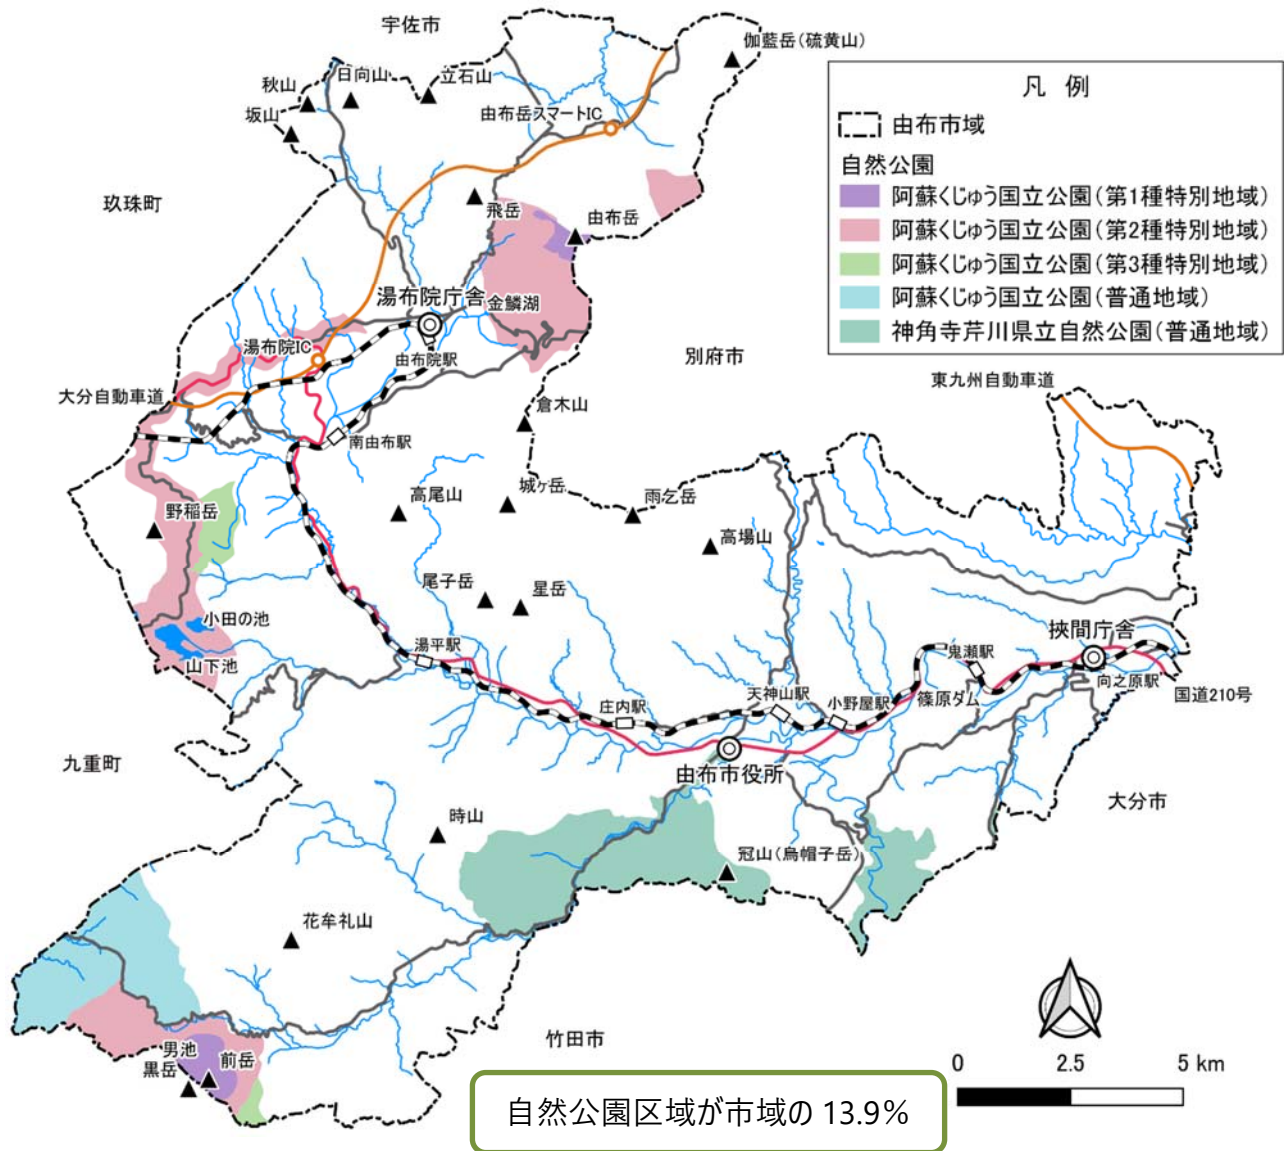 宇佐市
伽藍岳(硫黄山)
秋山
日向山
立石山
坂山
由布岳スマートIC
凡 例
由布市域
自然公園
阿蘇くじゅう国立公園(第1種特別地域)
阿蘇くじゅう国立公園(第2種特別地域)
阿蘇くじゅう国立公園(第3種特別地域)
阿蘇くじゅう国立公園(普通地域)
神角寺芹川県立自然公園(普通地域)
玖珠町
飛岳
由布岳
湯布院庁舎
金鱗湖
湯布院IC
由布院駅
別府市
大分自動車道
東九州自動車道
倉木山
南由布駅
高尾山
城ヶ岳
雨乞岳
野稲岳
高場山
尾子岳
星岳
小田の池
山下池
湯平駅
挾間庁舎
鬼瀬駅
向之原駅
国道210号
天神山駅
小野屋駅
篠原ダム
庄内駅
九重町
由布市役所
大分市
時山
冠山(烏帽子岳)
花牟礼山
竹田市
男池
前岳
黒岳
0 2.5 5 km
自然公園区域が市域の 13.9%